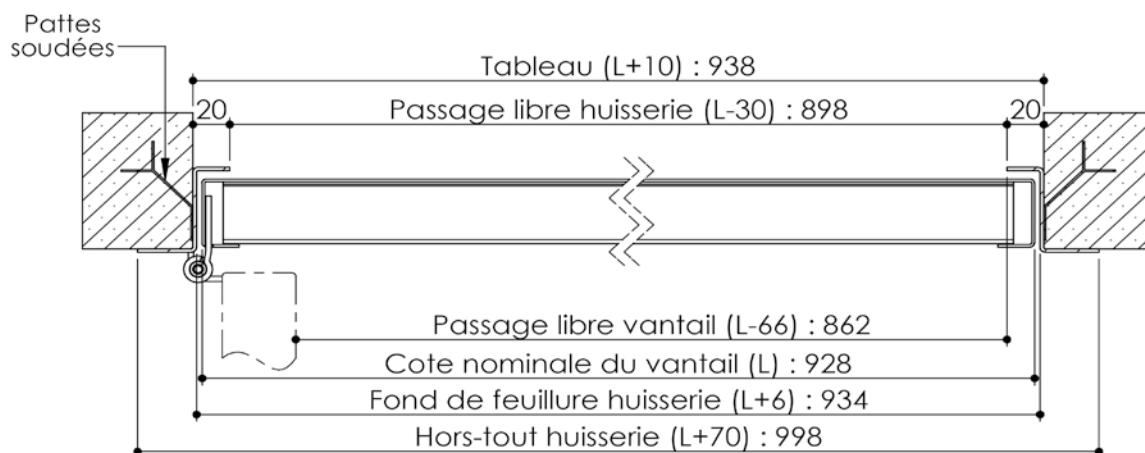 Pattes
soudées
Tableau (L+10) : 938
20
Passage libre huisserie (L-30) : 898
20
Passage libre vantail (L-66) : 862
Cote nominale du vantail (L) : 928
Fond de feuillure huisserie (L+6) : 934
Hors-tout huisserie (L+70) : 998